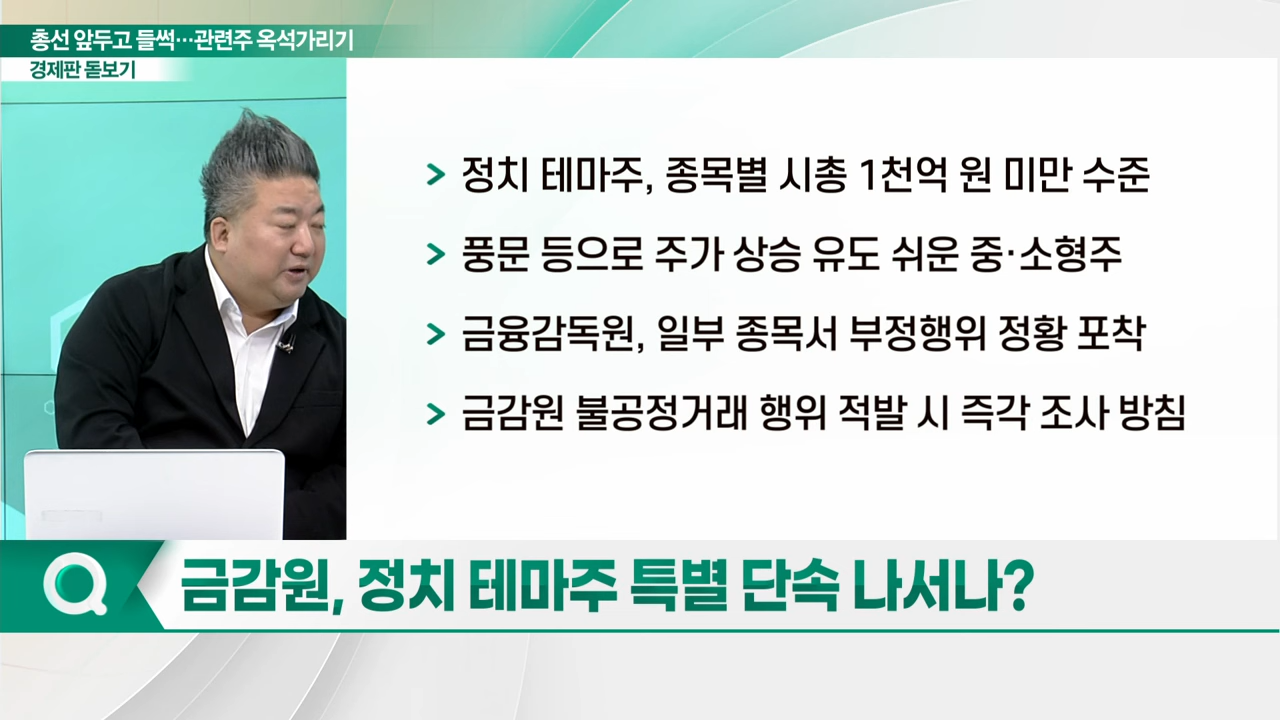 총선 앞두고 들썩…관련주 옥석가리기
경제판 돋보기
> 정치 테마주, 종목별 시총 1천억 원 미만 수준
> 풍문 등으로 주가 상승 유도 쉬운 중·소형주
> 금융감독원, 일부 종목서 부정행위 정황 포착
> 금감원 불공정거래 행위 적발 시 즉각 조사 방침
Q 금감원, 정치 테마주 특별 단속 나서나?